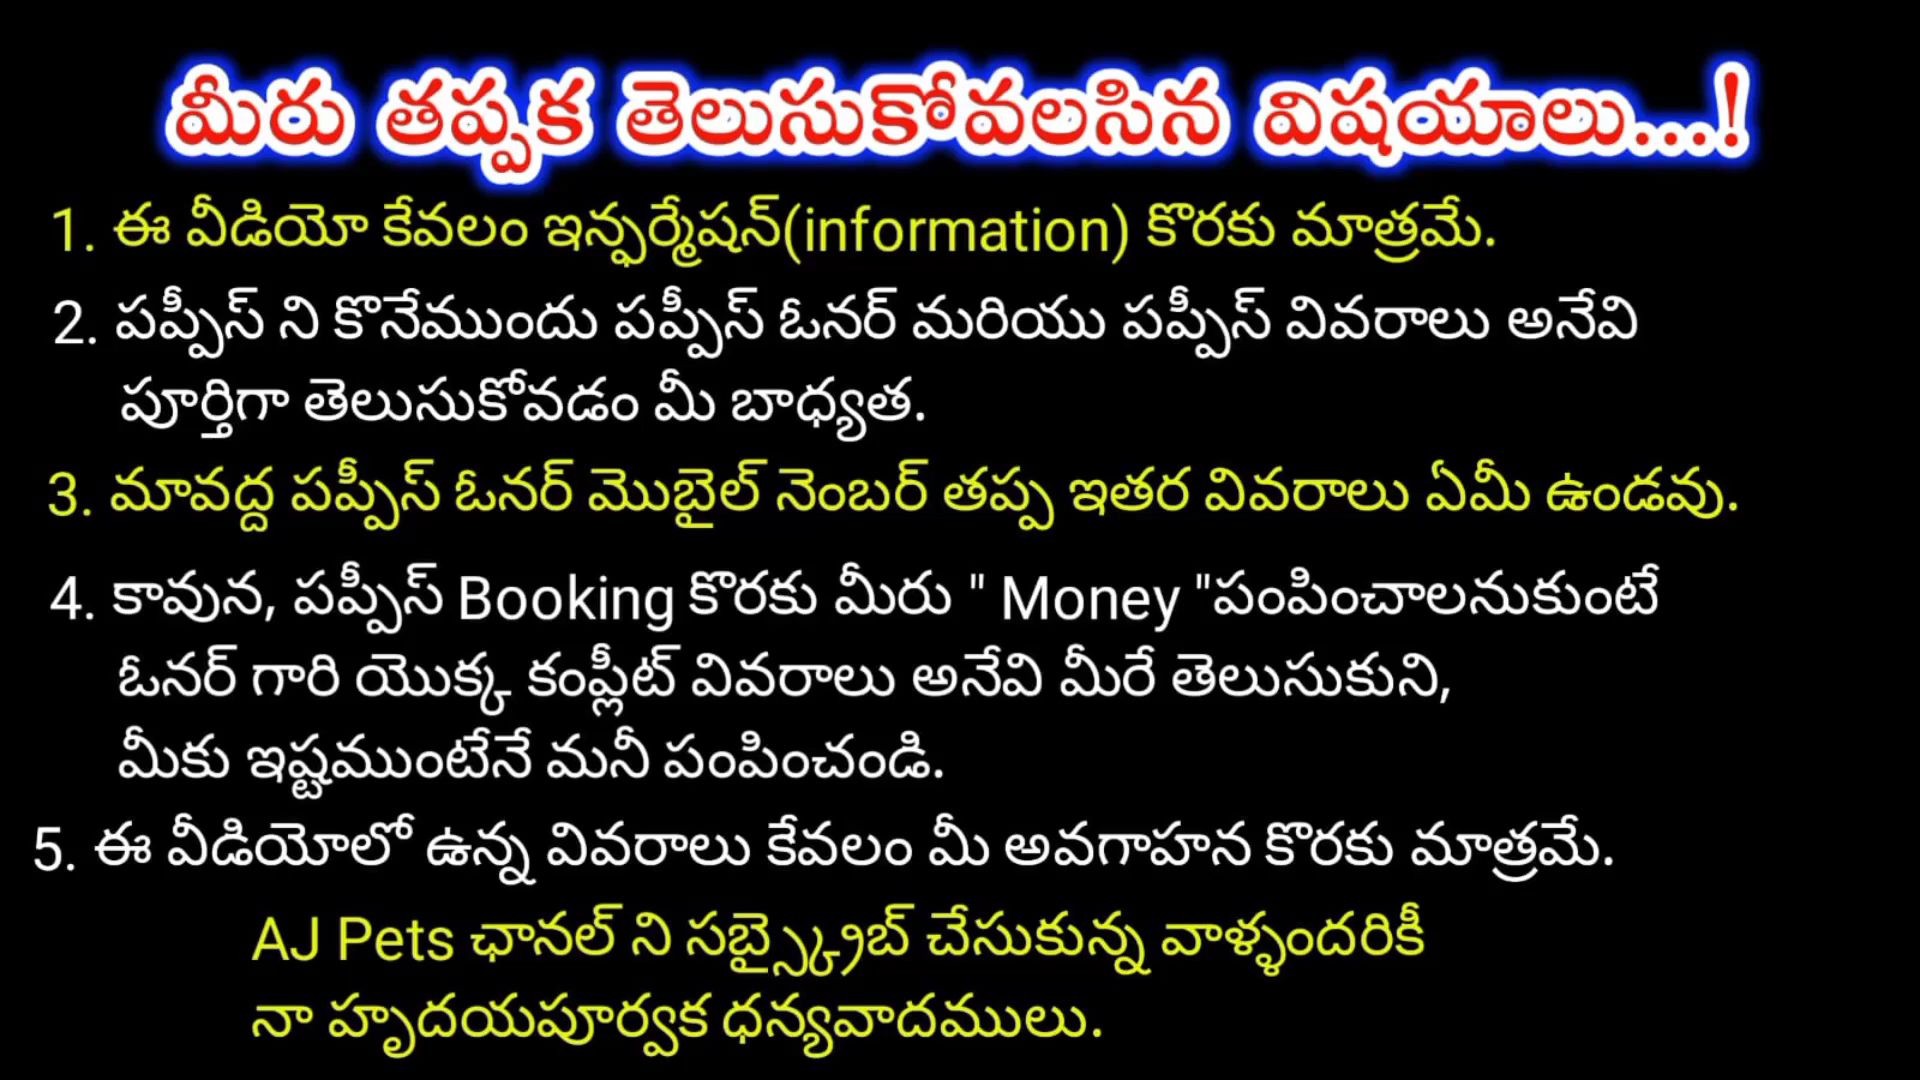 మీరు తప్పక తెలుసుకోవలసిన విషయాలు...!
1. ఈ వీడియో కేవలం ఇన్ఫర్మేషన్(information) కొరకు మాత్రమే.
2. పప్పీస్ ని కొనేముందు పప్పీస్ ఓనర్ మరియు పప్పీస్ వివరాలు అనేవి
పూర్తిగా తెలుసుకోవడం మీ బాధ్యత.
3. మావద్ద పప్పీస్ ఓనర్ మొబైల్ నెంబర్ తప్ప ఇతర వివరాలు ఏమీ ఉండవు.
4. కావున, పప్పీస్ Booking కొరకు మీరు " Money "పంపించాలనుకుంటే
ఓనర్ గారి యొక్క కంప్లీట్ వివరాలు అనేవి మీరే తెలుసుకుని,
మీకు ఇష్టముంటేనే మనీ పంపించండి.
5. ఈ వీడియోలో ఉన్న వివరాలు కేవలం మీ అవగాహన కొరకు మాత్రమే.
AJ Pets ఛానల్ ని సబ్స్క్రైబ్ చేసుకున్న వాళ్ళందరికీ
నా హృదయపూర్వక ధన్యవాదములు.